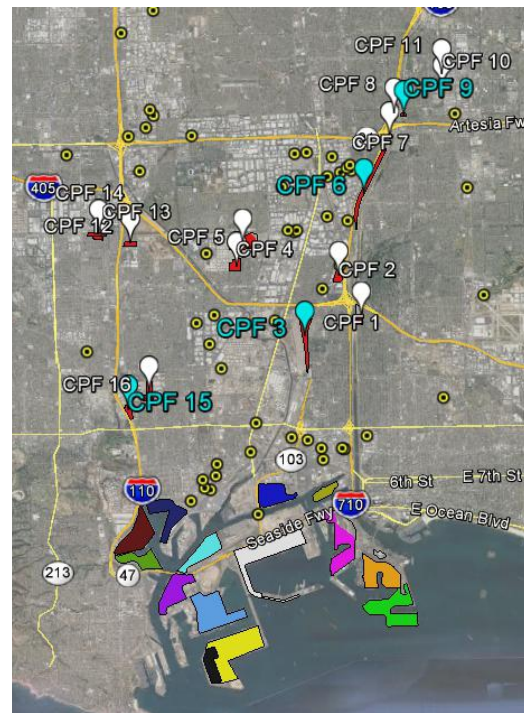 CPF 11
CPF 10
CPF 8
CPF 9
Artesia Fwy
CPF 7
CPF 6
405
CPF 14
CPF 13
CPF 12
CPF 5
CPF 4
CPF 2
CPF 3
CPF 1
CPF 16
CPF 15
103
6th St
E 7th St
110
710
E Ocean Blvd
Seaside Fwy
213
47